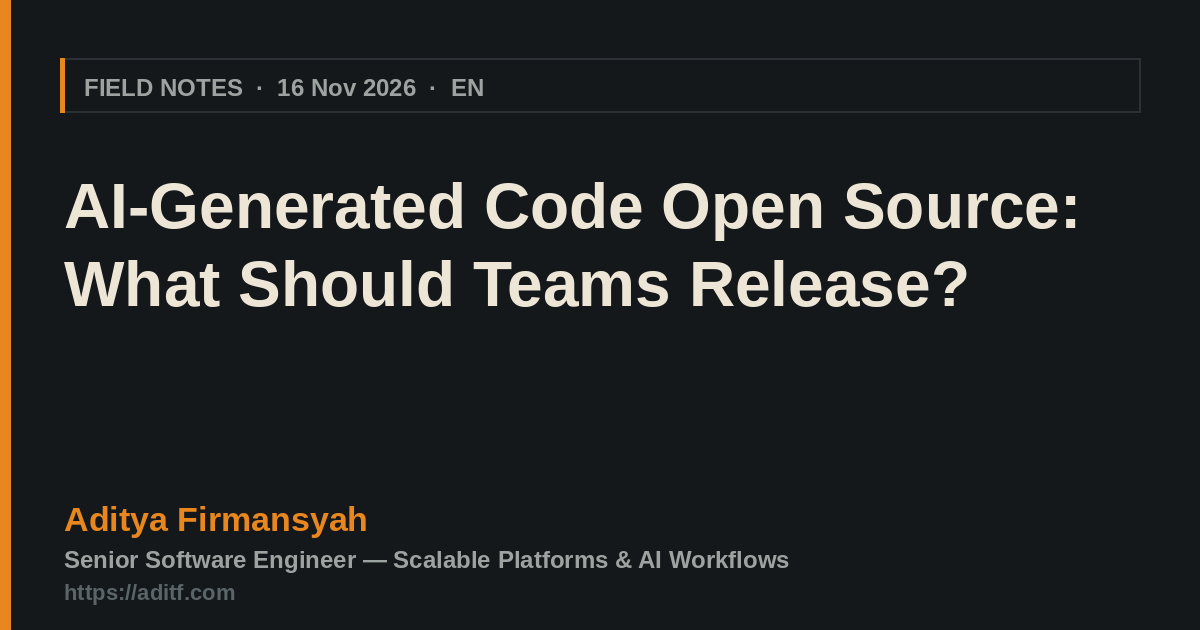 FIELD NOTES · 16 Nov 2026 · EN
AI-Generated Code Open Source:
What Should Teams Release?
Aditya Firmansyah
Senior Software Engineer — Scalable Platforms & AI Workflows
https://aditf.com